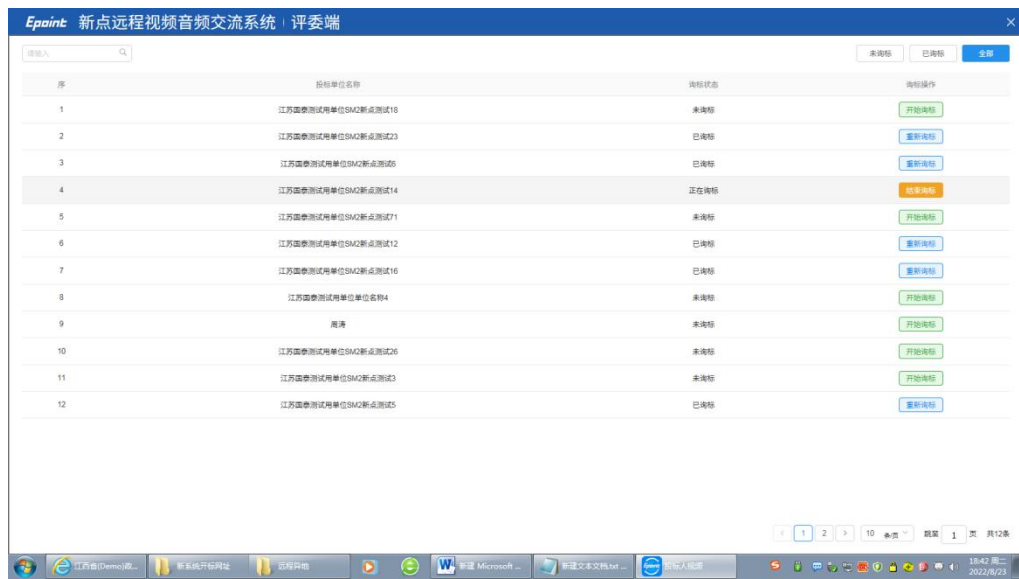 Epoint 新点远程视频音频交流系统 评委端
请输入 未询标 已询标 全部
序 投标单位名称 询标状态 询标操作
1 江苏国泰测试用单位SM2新点测试18 未询标 开始询标
2 江苏国泰测试用单位SM2新点测试23 已询标 重新询标
3 江苏国泰测试用单位SM2新点测试6 已询标 重新询标
4 江苏国泰测试用单位SM2新点测试14 正在询标 结束询标
5 江苏国泰测试用单位SM2新点测试71 未询标 开始询标
6 江苏国泰测试用单位SM2新点测试12 已询标 重新询标
7 江苏国泰测试用单位SM2新点测试16 已询标 重新询标
8 江苏国泰测试用单位单位名称4 未询标 开始询标
9 周涛 未询标 开始询标
10 江苏国泰测试用单位SM2新点测试26 未询标 开始询标
11 江苏国泰测试用单位SM2新点测试3 未询标 开始询标
12 江苏国泰测试用单位SM2新点测试5 已询标 重新询标
< 1 2 > 10 条/页 跳至 1 页 共12条
江苏省(Demo)政... 新系统开标网址 远程异地 新建 Microsoft ... 新建文本文档.txt ... 投标人视频 18:42 周二
2022/8/23